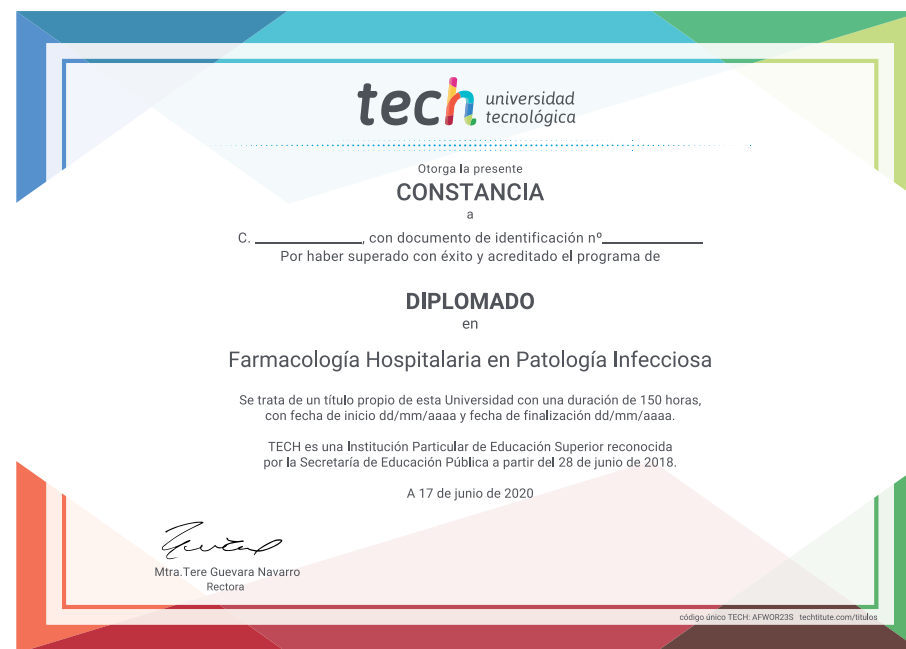 tech universidad
tecnológica
Otorga la presente
CONSTANCIA
a
C. ______________, con documento de identificación nº_____________
Por haber superado con éxito y acreditado el programa de
DIPLOMADO
en
Farmacología Hospitalaria en Patología Infecciosa
Se trata de un título propio de esta Universidad con una duración de 150 horas,
con fecha de inicio dd/mm/aaaa y fecha de finalización dd/mm/aaaa.
TECH es una Institución Particular de Educación Superior reconocida
por la Secretaría de Educación Pública a partir del 28 de junio de 2018.
A 17 de junio de 2020
Mtra.Tere Guevara Navarro
Rectora
código único TECH: AFWOR23S techtitute.com/titulos